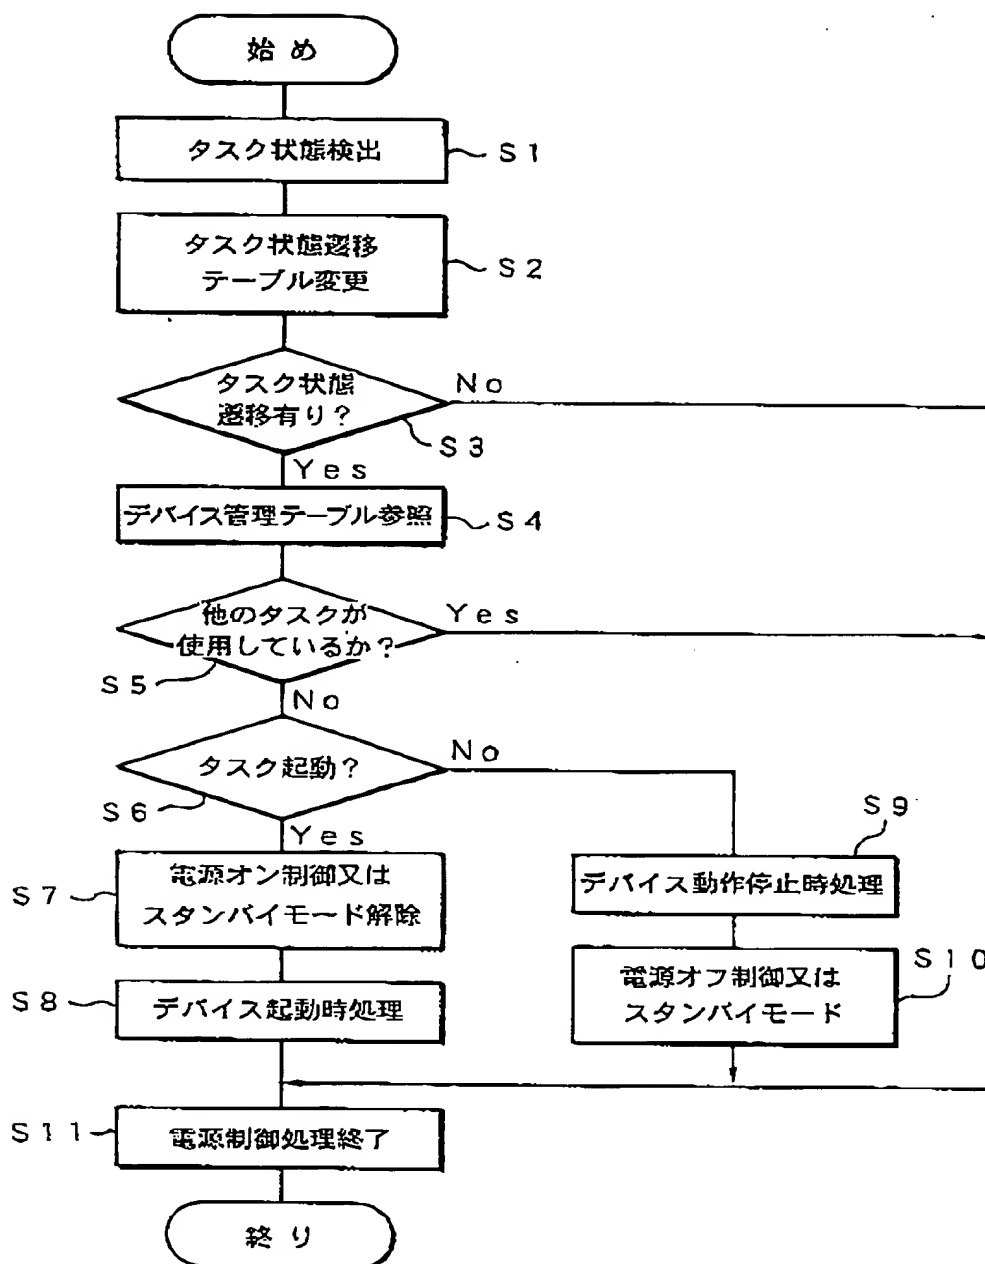 始め
タスク状態検出
S1
タスク状態遷移
テーブル変更
S2
タスク状態
遷移有り？
No
S3
Yes
デバイス管理テーブル参照
S4
他のタスクが
使用しているか？
Yes
S5
No
タスク起動？
No
S6
Yes
S7
電源オン制御又は
スタンバイモード解除
S8
デバイス起動時処理
S9
デバイス動作停止時処理
S10
電源オフ制御又は
スタンバイモード
S11
電源制御処理終了
終り